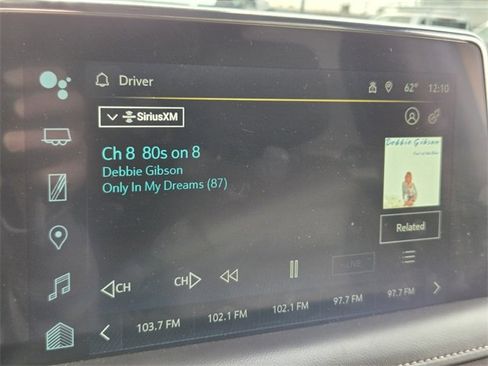 Driver
62° 12:10
SiriusXM
Ch 8 80s on 8
Debbie Gibson
Only In My Dreams (87)
Debbie Gibson
Related
CH
CH
LIVE
103.7 FM
102.1 FM
102.1 FM
97.7 FM
97.7 FM